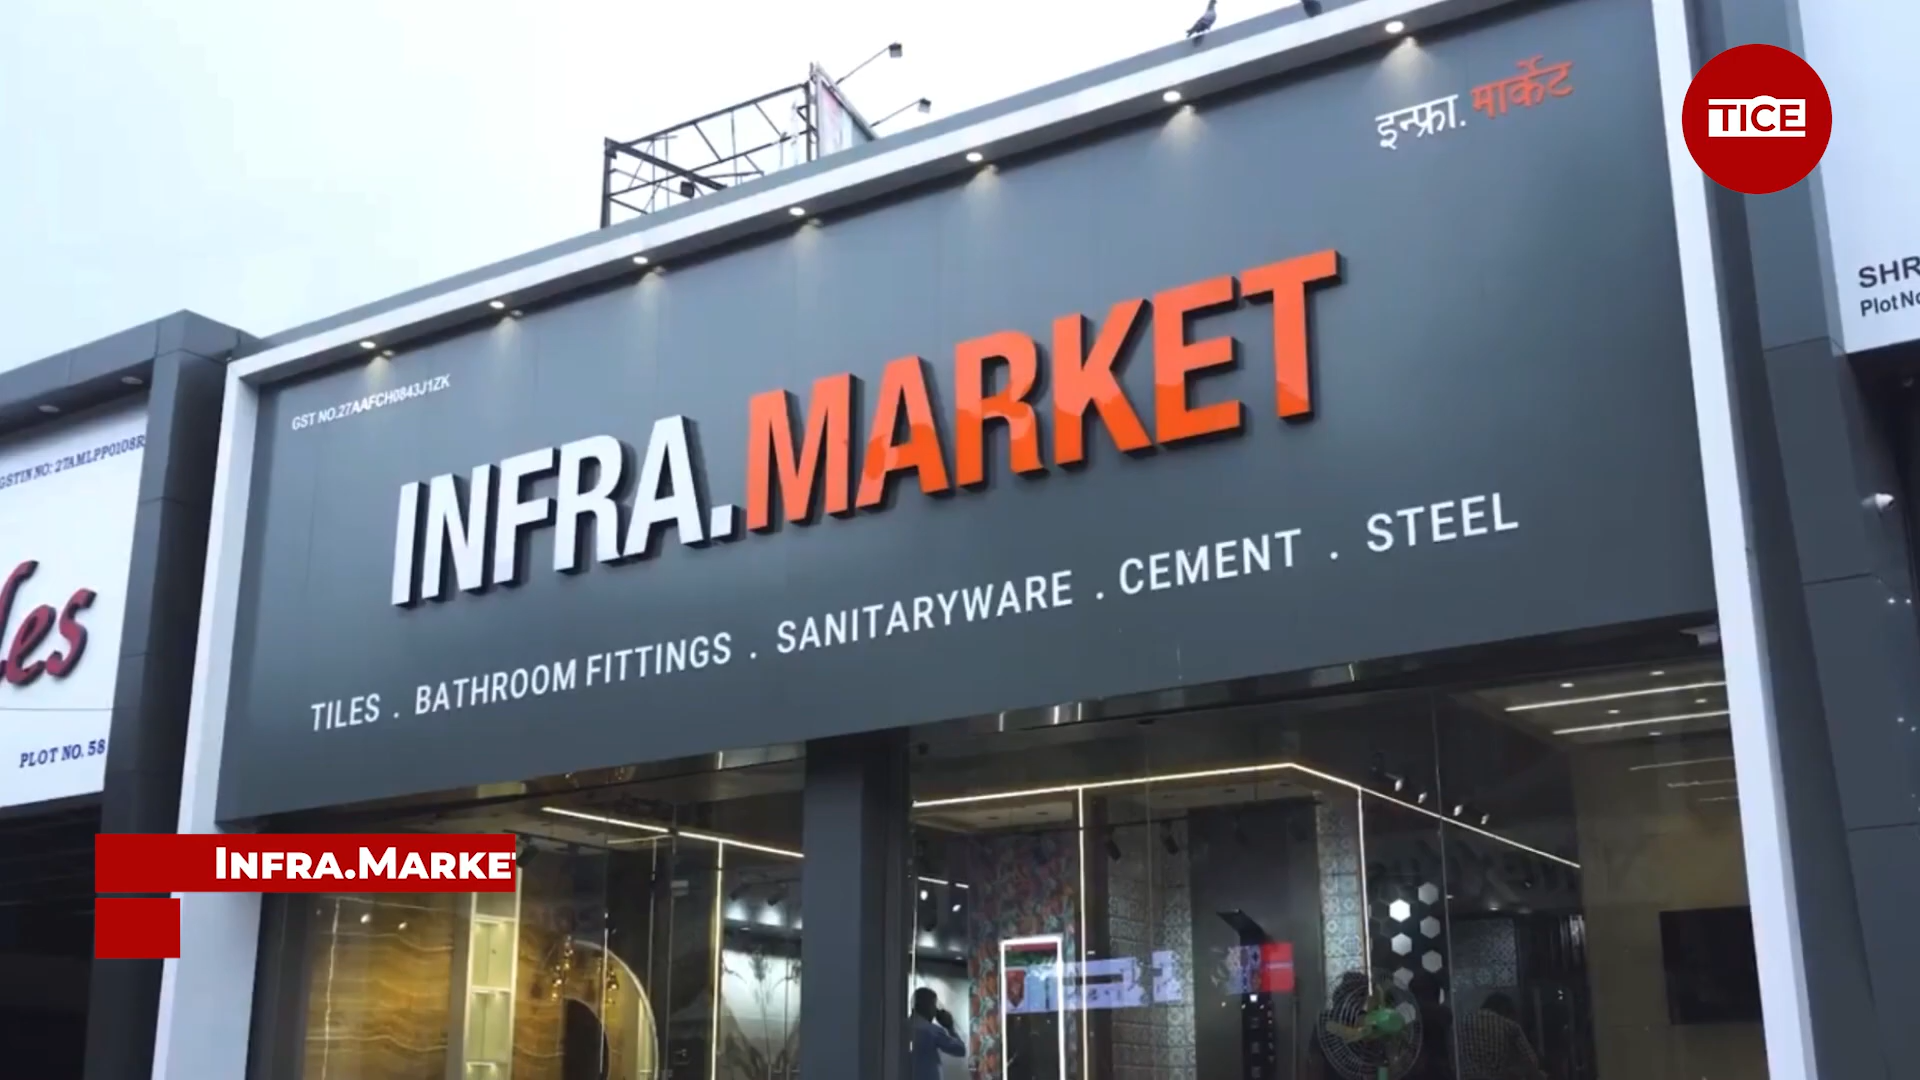 TICE
इन्फ्रा. मार्केट
SHR
Plot No
GST NO.27AAFCH0843J1ZK
INFRA.MARKET
TILES . BATHROOM FITTINGS . SANITARYWARE . CEMENT . STEEL
GSTIN NO: 27AMLPP0108R
les
PLOT NO. 58
INFRA.MARKE